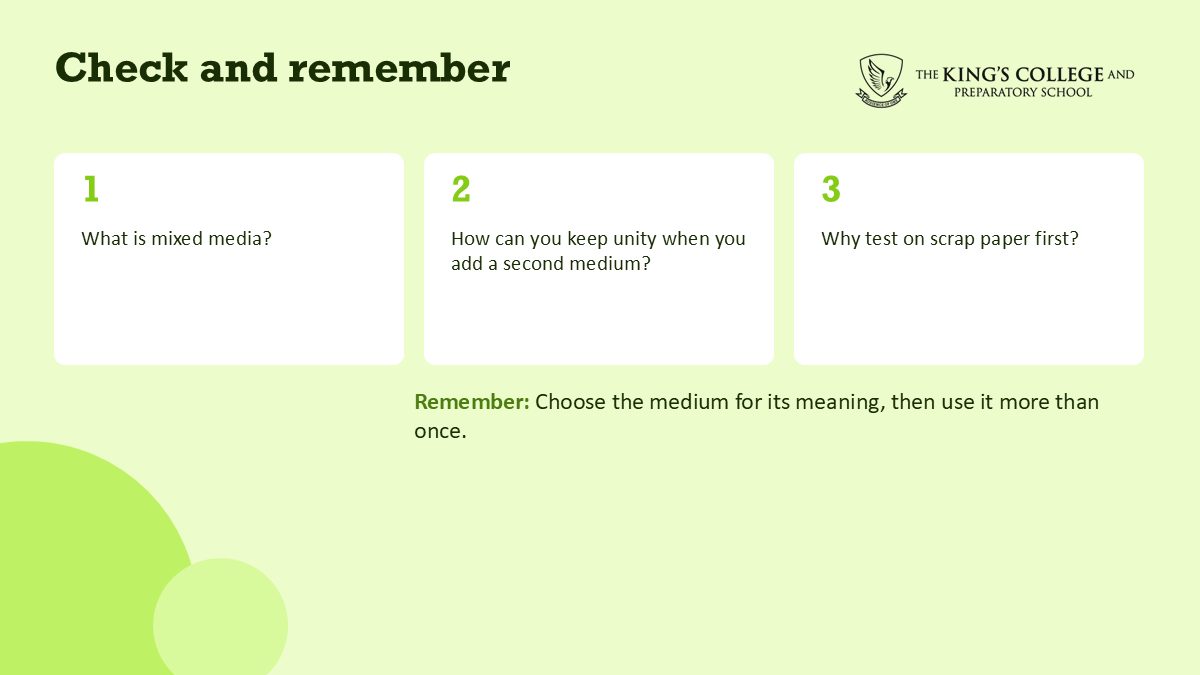 Check and remember
THE KING'S COLLEGE AND
PREPARATORY SCHOOL
1
What is mixed media?
2
How can you keep unity when you
add a second medium?
3
Why test on scrap paper first?
Remember: Choose the medium for its meaning, then use it more than
once.